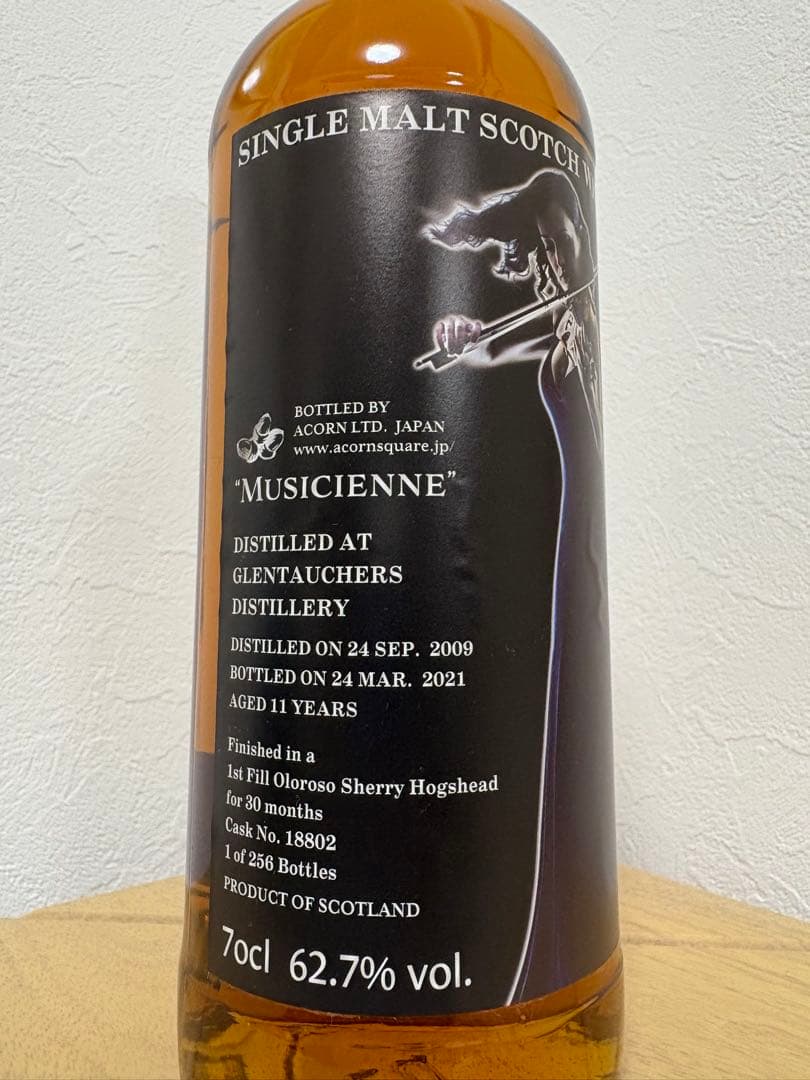 SINGLE MALT SCOTCH
BOTTLED BY
ACORN LTD. JAPAN
www.acornsquare.jp/
"MUSICIENNE"
DISTILLED AT
GLENTAUCHERS
DISTILLERY
DISTILLED ON 24 SEP. 2009
BOTTLED ON 24 MAR. 2021
AGED 11 YEARS
Finished in a
1st Fill Oloroso Sherry Hogshead
for 30 months
Cask No. 18802
1 of 256 Bottles
PRODUCT OF SCOTLAND
70cl 62.7% vol.